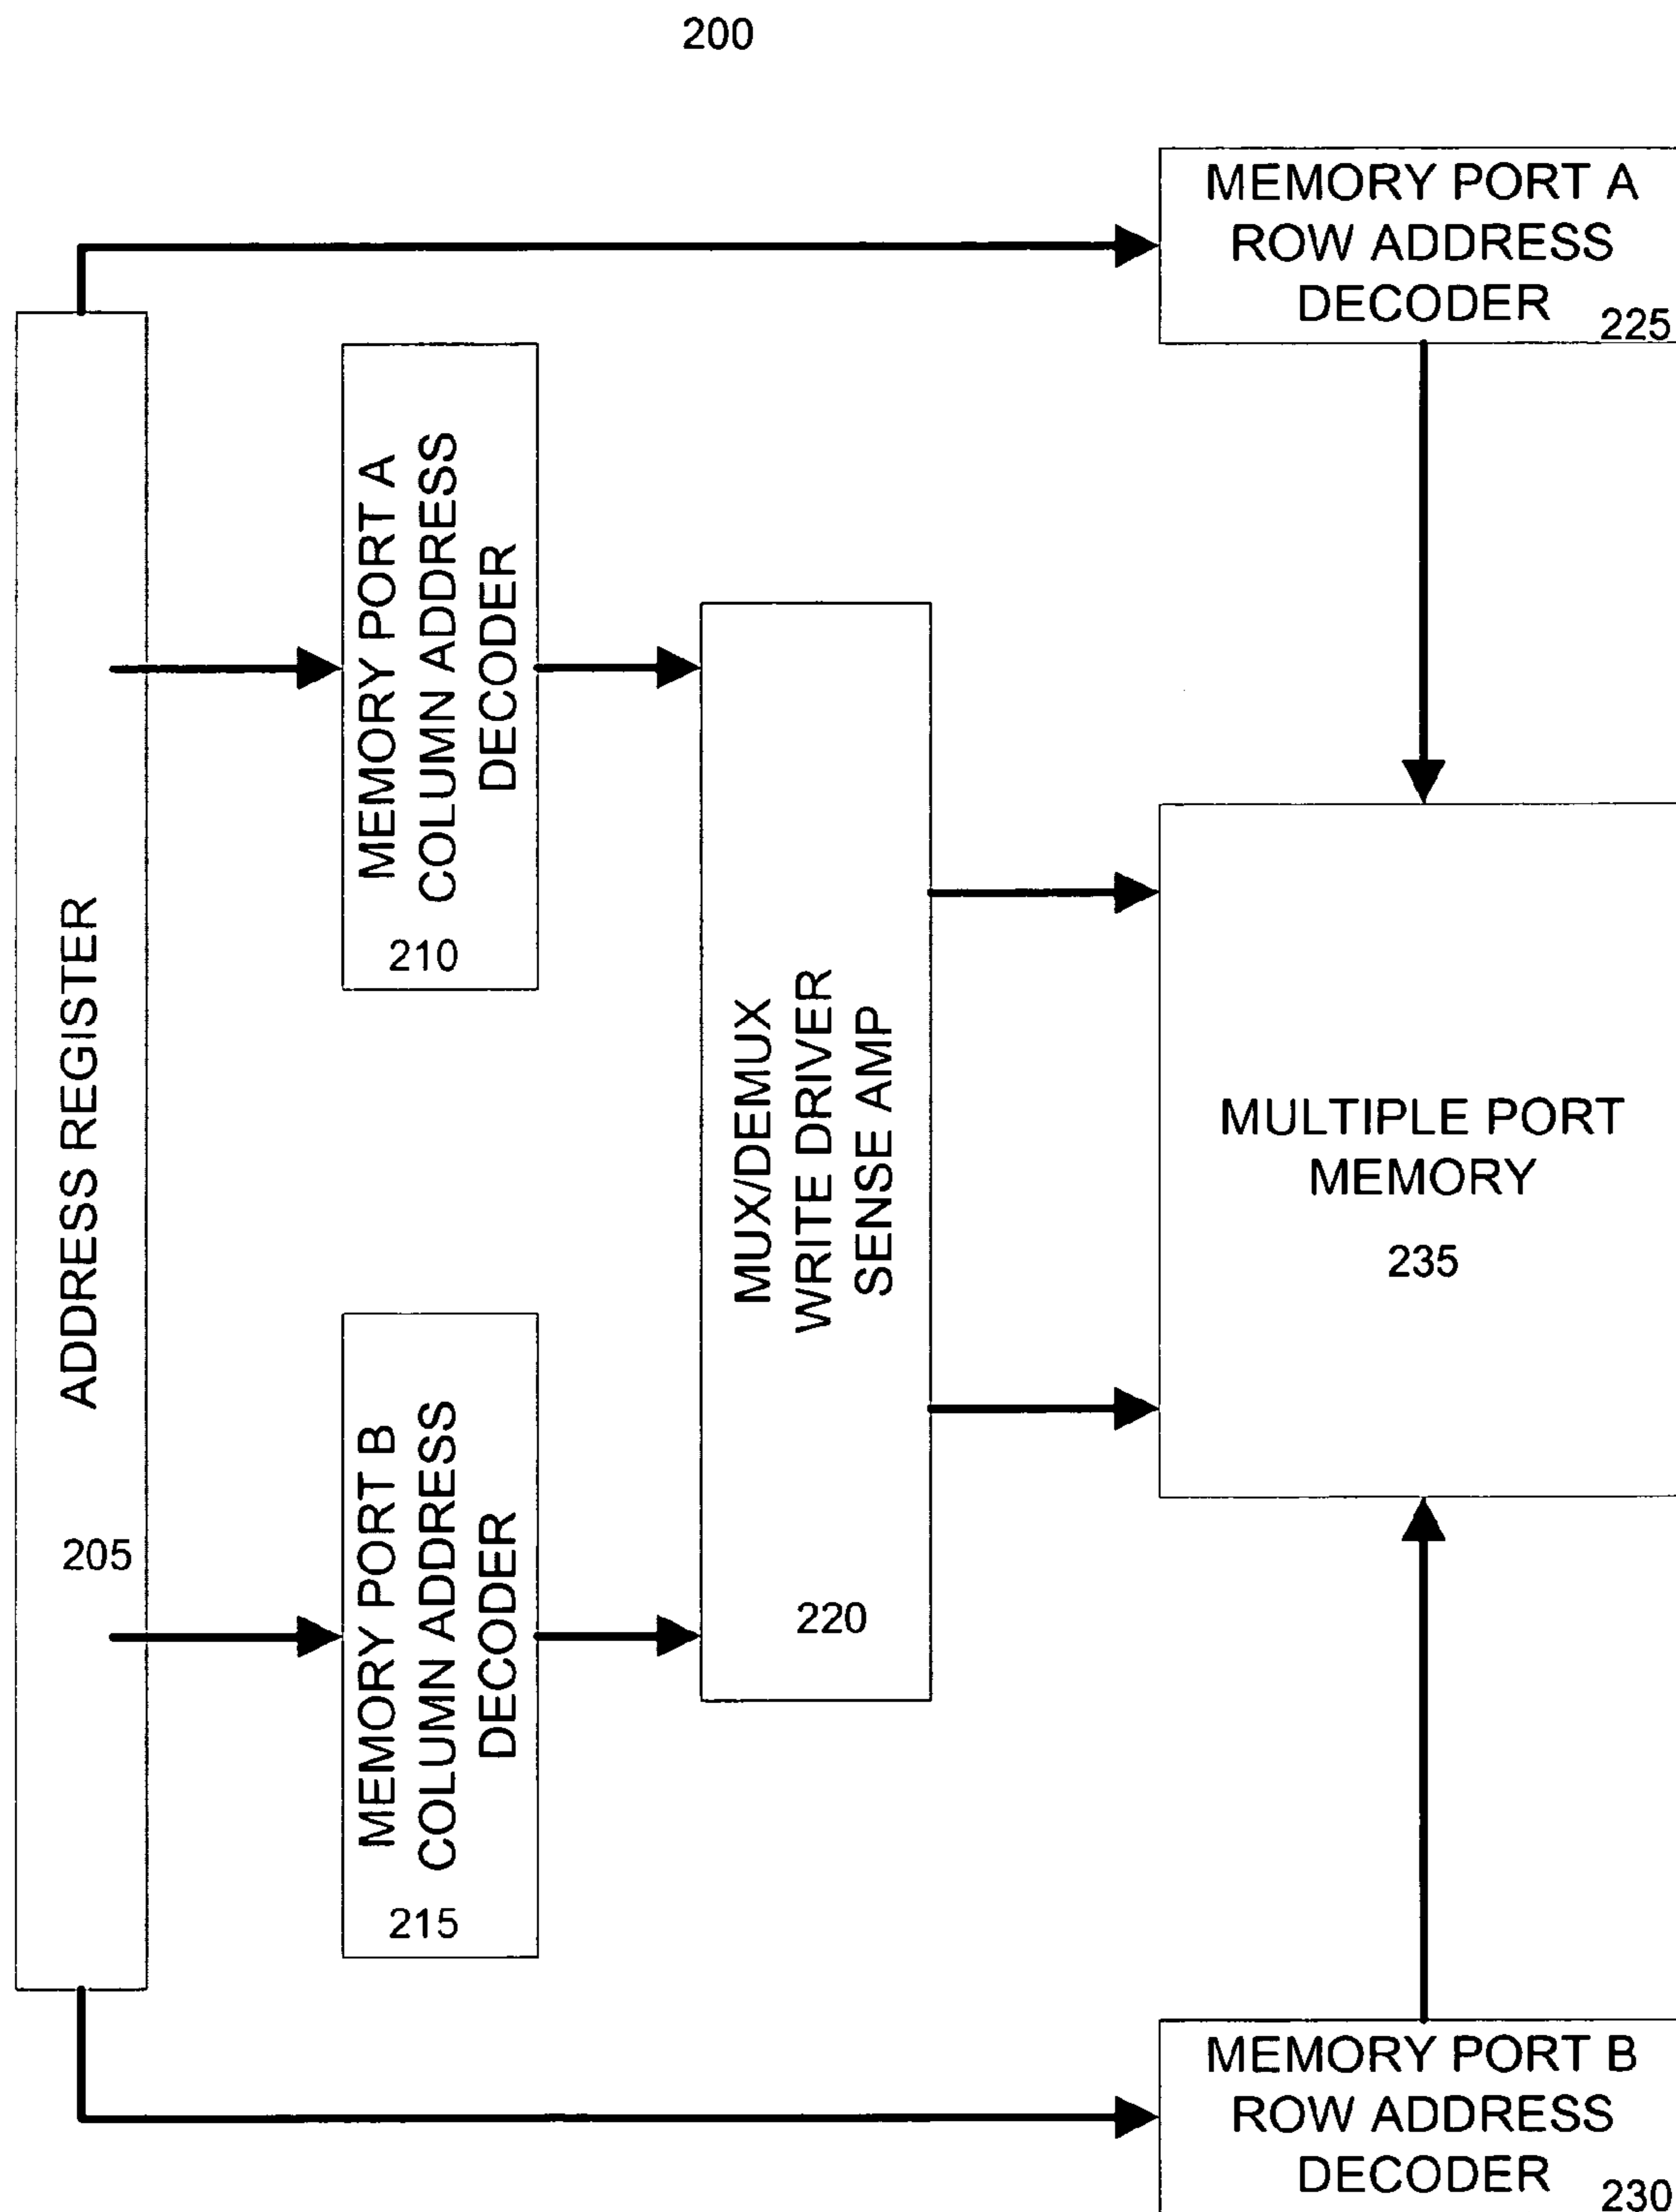 200
MEMORY PORT A
ROW ADDRESS
DECODER
225
ADDRESS REGISTER
205
MEMORY PORT A
COLUMN ADDRESS
DECODER
210
MEMORY PORT B
COLUMN ADDRESS
DECODER
215
MUX/DEMUX
WRITE DRIVER
SENSE AMP
220
MULTIPLE PORT
MEMORY
235
MEMORY PORT B
ROW ADDRESS
DECODER
230